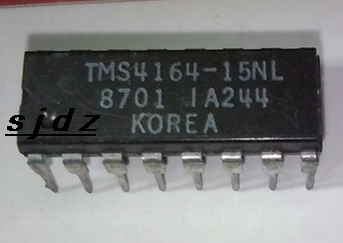 TMS4164-15NL
8701 IA244
KOREA
sjdz